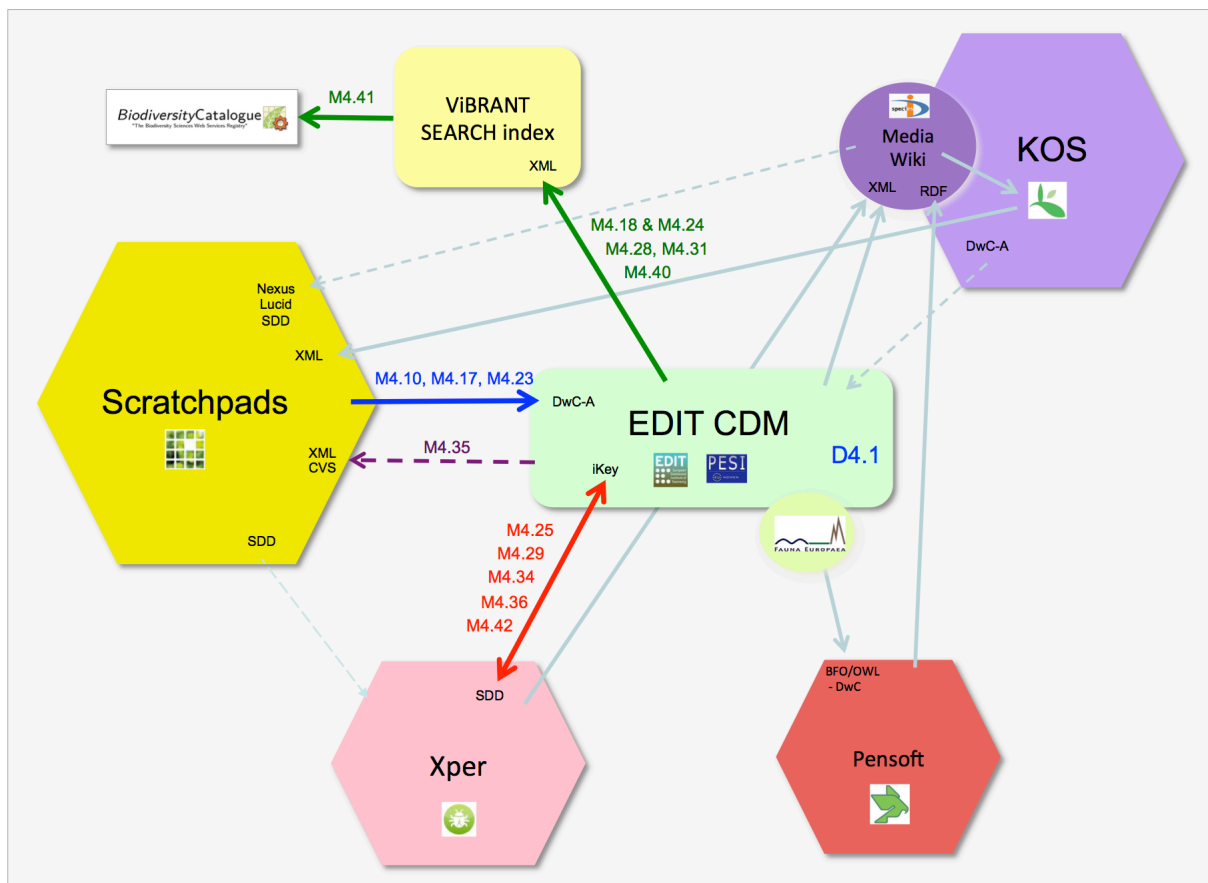 BiodiversityCatalogue
"The Biodiversity Sciences Web Services Registry"
M4.41
ViBRANT
SEARCH index
XML
spect
Media
Wiki
XML
RDF
KOS
DwC-A
M4.18 & M4.24
M4.28, M4.31
M4.40
Nexus
Lucid
SDD
XML
Scratchpads
XML
CVS
SDD
M4.10, M4.17, M4.23
M4.35
DwC-A
EDIT CDM
D4.1
iKey
EDIT
PESI
FAUNA EUROPAEA
M4.25
M4.29
M4.34
M4.36
M4.42
SDD
Xper
BFO/OWL
- DwC
Pensoft